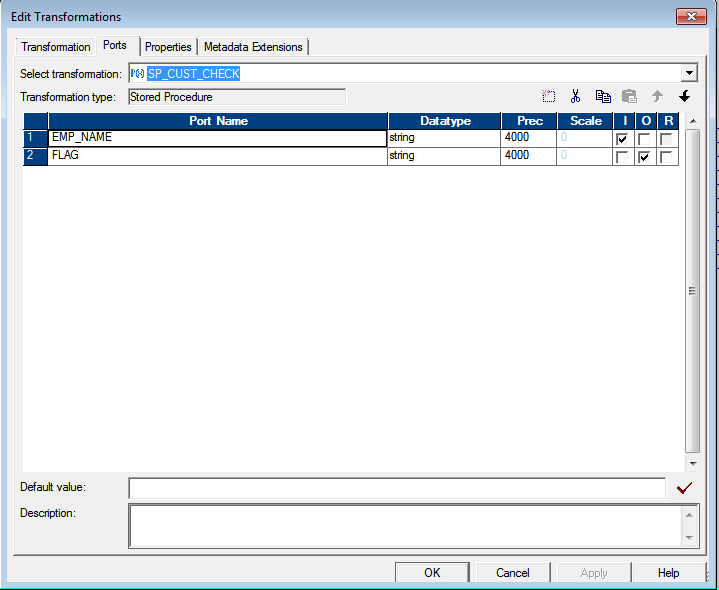 Edit Transformations
Transformation Ports Properties Metadata Extensions
Select transformation: P() SP_CUST_CHECK
Transformation type: Stored Procedure
Port Name Datatype Prec Scale I O R
1 EMP_NAME string 4000 0
2 FLAG string 4000 0
Default value:
Description:
OK Cancel Apply Help